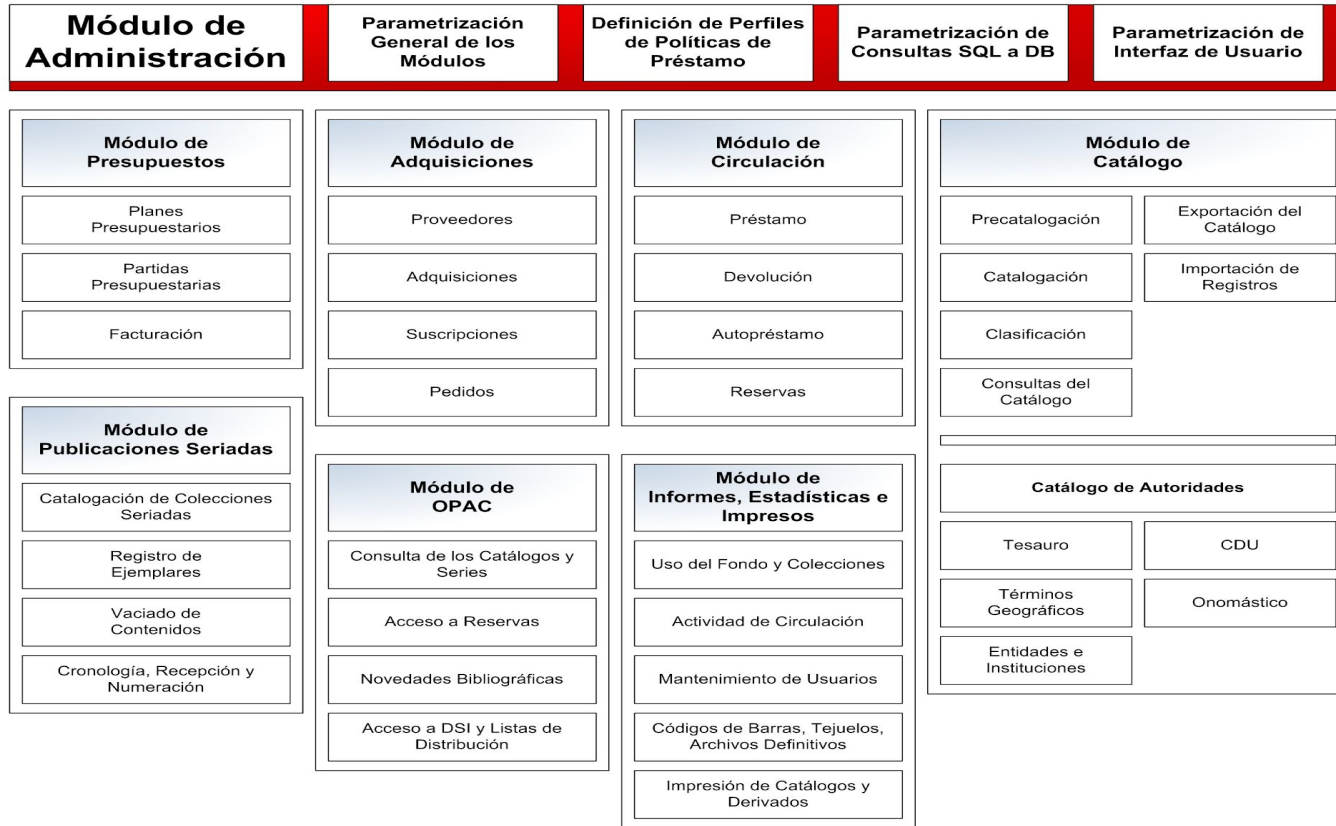 Módulo de
Administración
Parametrización
General de los
Módulos
Definición de Perfiles
de Políticas de
Préstamo
Parametrización de
Consultas SQL a DB
Parametrización de
Interfaz de Usuario
Módulo de
Presupuestos
Planes
Presupuestarios
Partidas
Presupuestarias
Facturación
Módulo de
Publicaciones Seriadas
Catalogación de Colecciones
Seriadas
Registro de
Ejemplares
Vaciado de
Contenidos
Cronología, Recepción y
Numeración
Módulo de
Adquisiciones
Proveedores
Adquisiciones
Suscripciones
Pedidos
Módulo de
OPAC
Consulta de los Catálogos y
Series
Acceso a Reservas
Novedades Bibliográficas
Acceso a DSI y Listas de
Distribución
Módulo de
Circulación
Préstamo
Devolución
Autopréstamo
Reservas
Módulo de
Informes, Estadísticas e
Impresos
Uso del Fondo y Colecciones
Actividad de Circulación
Mantenimiento de Usuarios
Códigos de Barras, Tejuelos,
Archivos Definitivos
Impresión de Catálogos y
Derivados
Módulo de
Catálogo
Precatalogación
Catalogación
Clasificación
Consultas del
Catálogo
Exportación del
Catálogo
Importación de
Registros
Catálogo de Autoridades
Tesauro
Términos
Geográficos
Entidades e
Instituciones
CDU
Onomástico